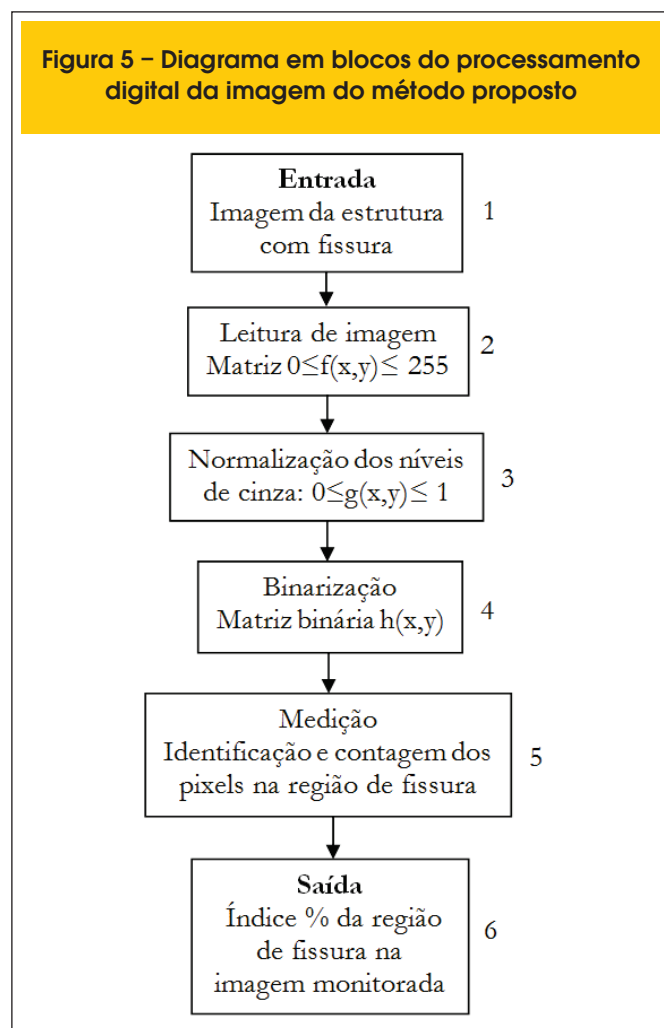 Figura 5 – Diagrama em blocos do processamento
digital da imagem do método proposto
Entrada
Imagem da estrutura
com fissura
1
Leitura de imagem
Matriz 0≤f(x,y)≤ 255
2
Normalização dos níveis
de cinza: 0≤g(x,y)≤ 1
3
Binarização
Matriz binária h(x,y)
4
Medição
Identificação e contagem dos
pixels na região de fissura
5
Saída
Índice % da região
de fissura na
imagem monitorada
6